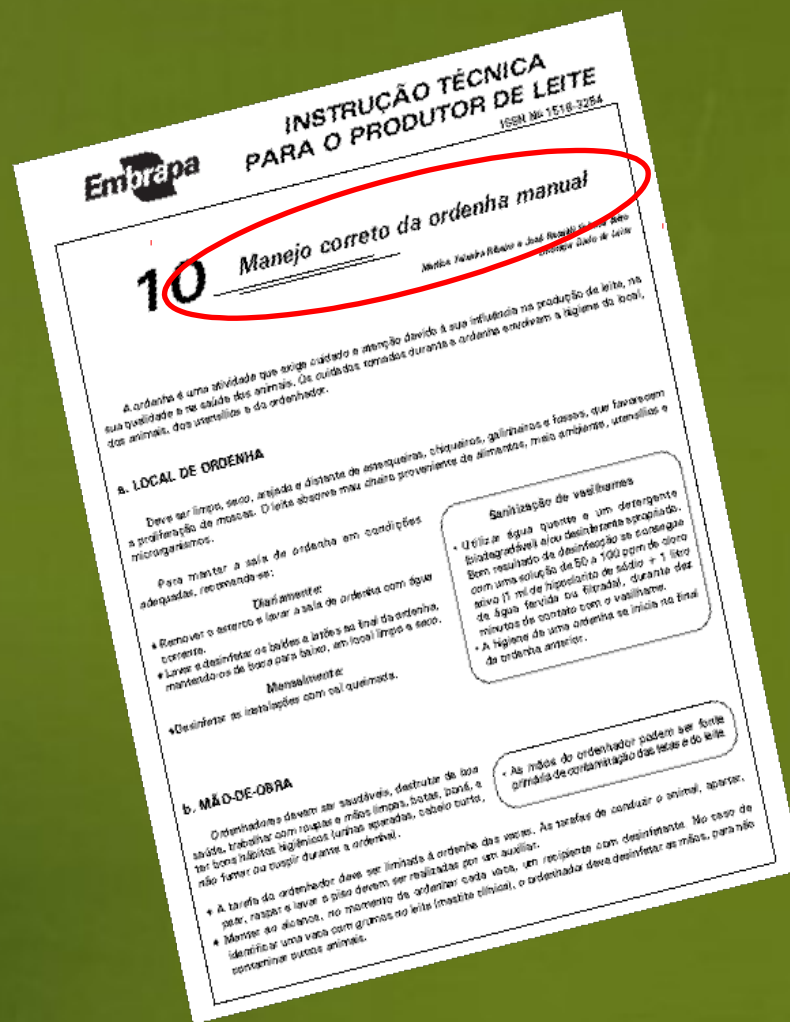 INSTRUÇÃO TÉCNICA
PARA O PRODUTOR DE LEITE
ISSN Nº 1518-3254
Embrapa
10
Manejo correto da ordenha manual
Teixeira Ribeiro e José
Embrapa Gado de Leite
A ordenha é uma atividade que exige cuidado e atenção devido à sua influência na produção de leite, na
sua qualidade e na saúde dos animais. Os cuidados tomados durante a ordenha envolvem a higiene do local,
dos animais, dos utensílios e do ordenhador.
a. LOCAL DE ORDENHA
Deve ser limpo, seco, arejado e distante de esterqueiras, chiqueiros, galinheiros e fossas, que favorecem
a proliferação de moscas. O leite absorve mau cheiro proveniente de alimentos, meio ambiente, utensílios e
microrganismos.
Para manter a sala de ordenha em condições
adequadas, recomenda-se:
Diariamente:
• Remover o esterco e lavar a sala de ordenha com água
corrente.
• Lavar e desinfetar os baldes e latões ao final da ordenha,
mantendo-os de boca para baixo, em local limpo e seco.
Mensalmente:
• Desinfetar as instalações com cal queimada.
Sanitização de vasilhames
• Utilizar água quente e um detergente
biodegradável e/ou desinfetante apropriado.
Bom resultado da desinfecção se consegue
com uma solução de 50 a 100 ppm de cloro
ativo (1 ml de hipoclorito de sódio + 1 litro
de água fervida ou filtrada), durante dez
minutos de contato com o vasilhame.
• A higiene de uma ordenha se inicia no final
da ordenha anterior.
b. MÃO-DE-OBRA
Ordenhadores devem ser saudáveis, desfrutar de boa
saúde, trabalhar com roupas e mãos limpas, botas, boné, e
ter bons hábitos higiênicos (unhas aparadas, cabelo curto,
não fumar ou cuspir durante a ordenha).
• As mãos do ordenhador podem ser fonte
primária de contaminação das tetas e do leite
• A tarefa do ordenhador deve ser limitada à ordenha das vacas. As tarefas de conduzir o animal, apartar,
pear, raspar e lavar o piso devem ser realizadas por um auxiliar.
• Manter ao alcance, no momento de ordenhar cada vaca, um recipiente com desinfetante. No caso de
identificar uma vaca com grumos no leite (mastite clínica), o ordenhador deve desinfetar as mãos, para não
contaminar outros animais.